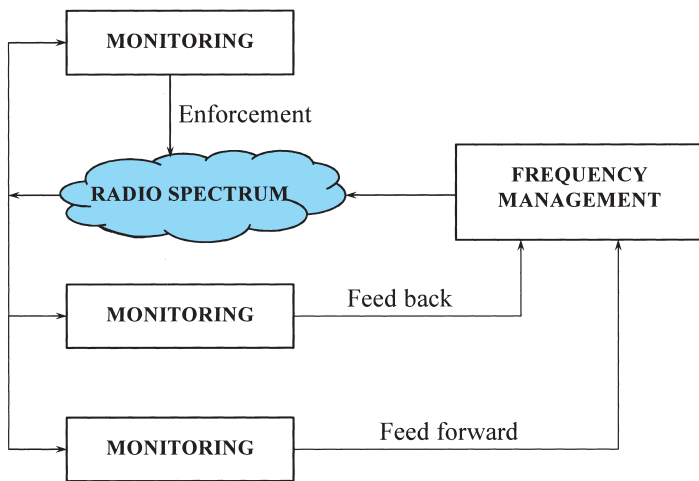 MONITORING
Enforcement
RADIO SPECTRUM
FREQUENCY
MANAGEMENT
MONITORING
Feed back
MONITORING
Feed forward